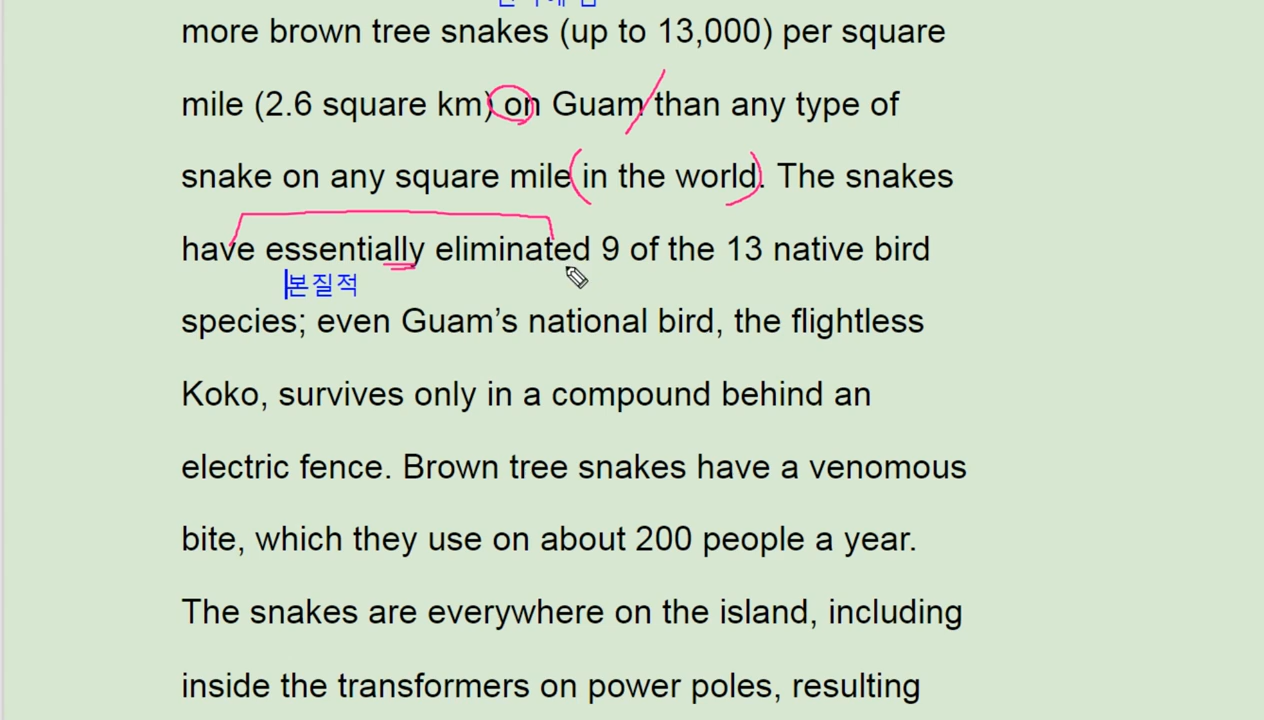 more brown tree snakes (up to 13,000) per square
mile (2.6 square km) on Guam than any type of
snake on any square mile in the world. The snakes
have essentially eliminated 9 of the 13 native bird
본질적
species; even Guam’s national bird, the flightless
Koko, survives only in a compound behind an
electric fence. Brown tree snakes have a venomous
bite, which they use on about 200 people a year.
The snakes are everywhere on the island, including
inside the transformers on power poles, resulting